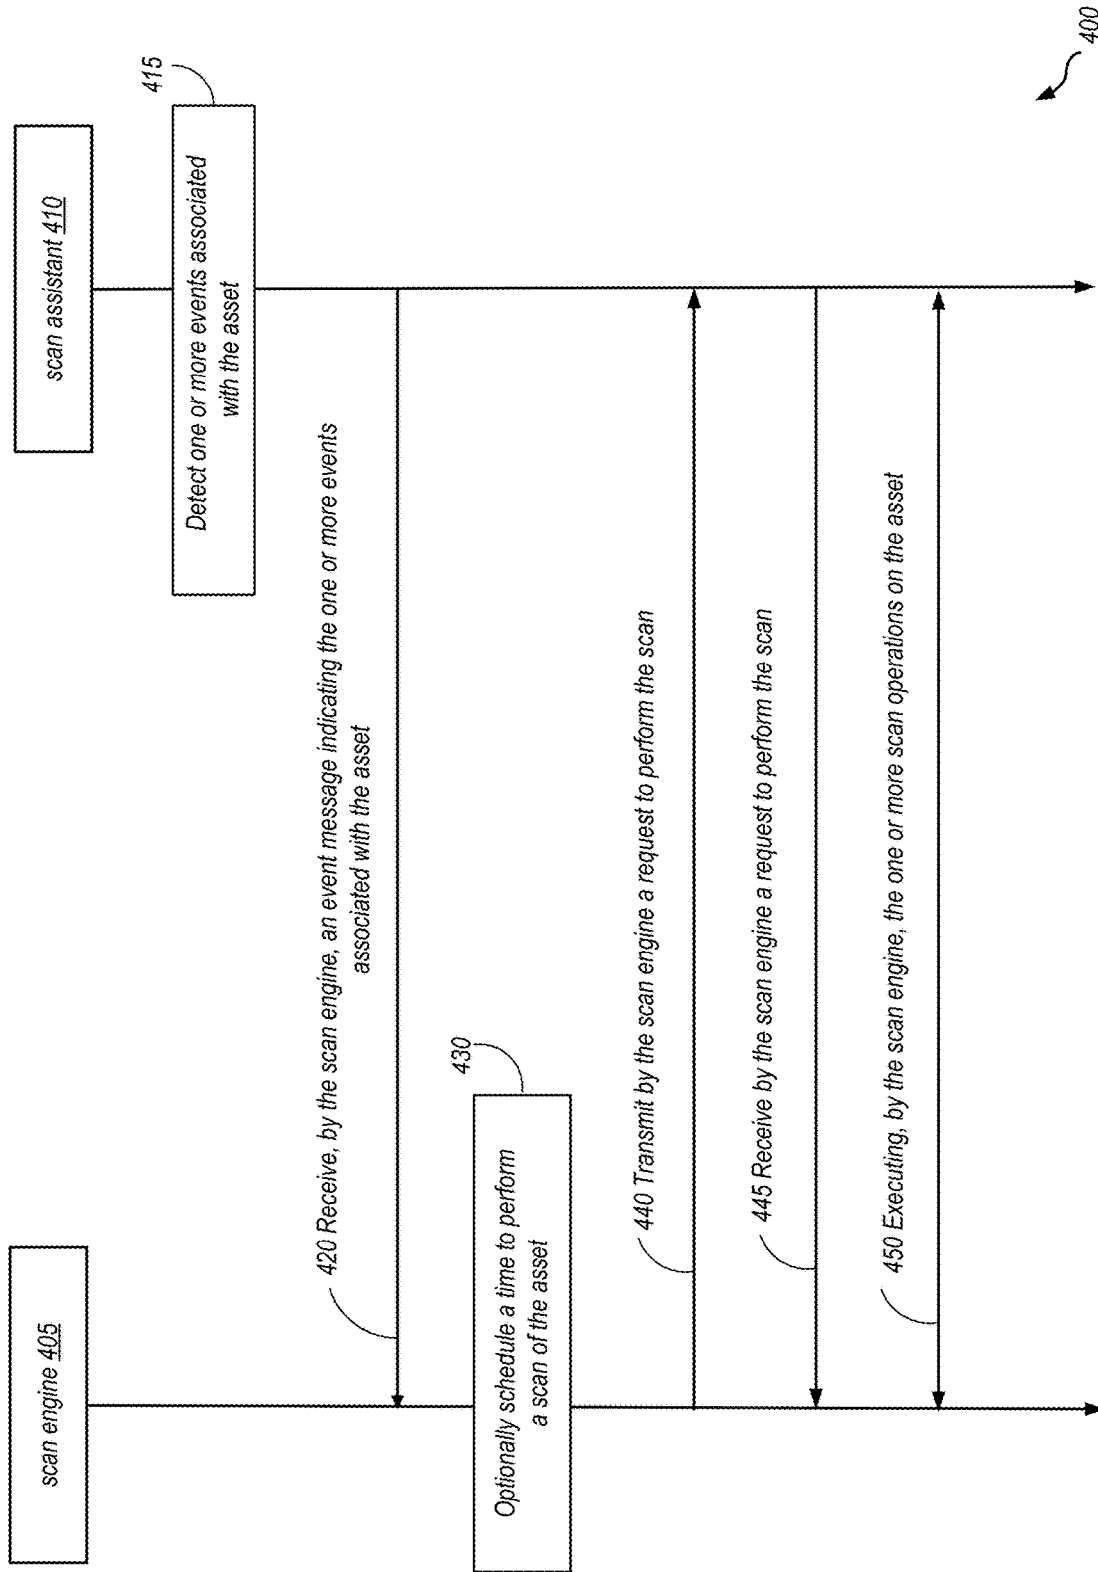 scan engine 405
scan assistant 410
415
Detect one or more events associated
with the asset
420 Receive, by the scan engine, an event message indicating the one or more events
associated with the asset
430
Optionally schedule a time to perform
a scan of the asset
440 Transmit by the scan engine a request to perform the scan
445 Receive by the scan engine a request to perform the scan
450 Executing, by the scan engine, the one or more scan operations on the asset
400